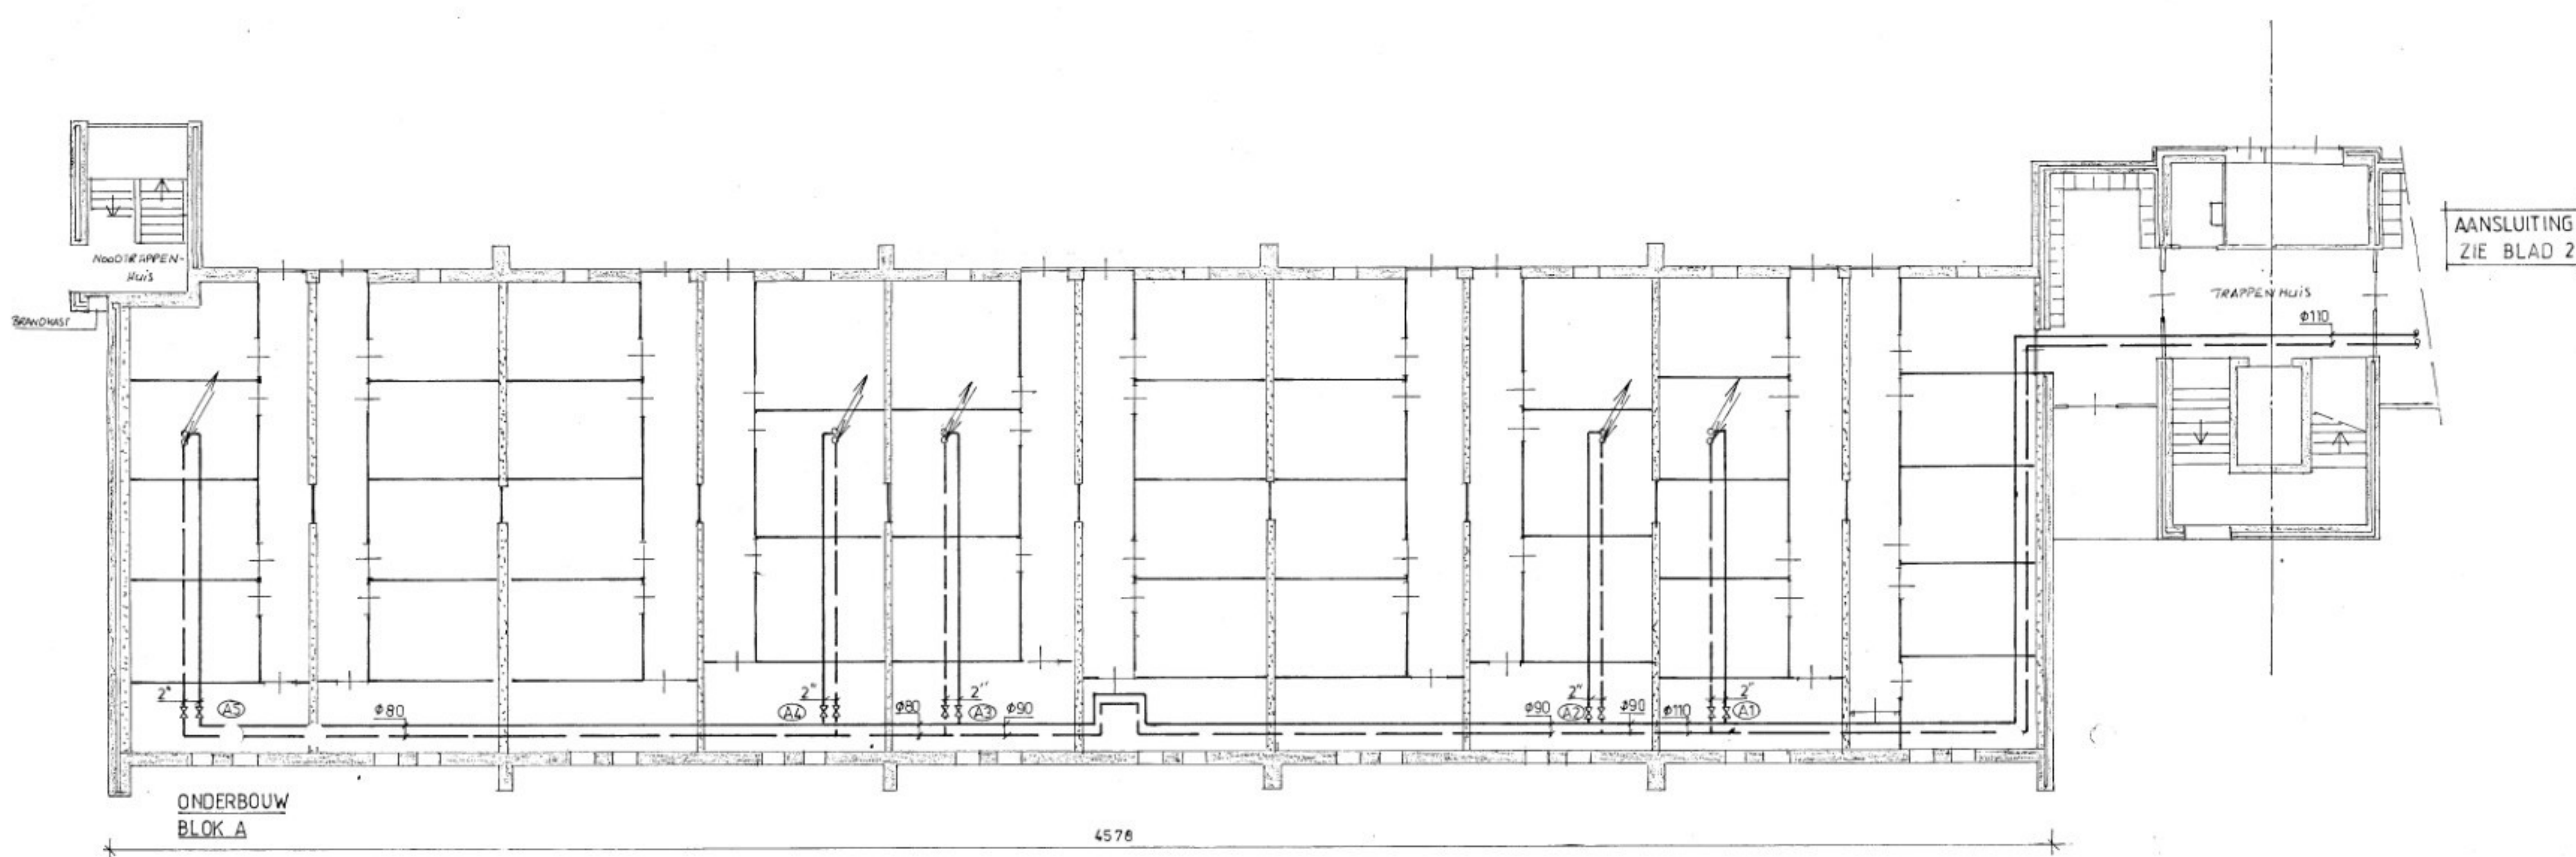 NOODTRAPPEN-
HUIS
BRANDKAST
AANSLUITING
ZIE BLAD 2
TRAPPENHUIS
φ110
2"
A5
φ80
2"
A4
φ80
2"
A3
φ90
φ90
2"
A2
φ90
φ110
2"
A1
ONDERBOUW
BLOK A
4578